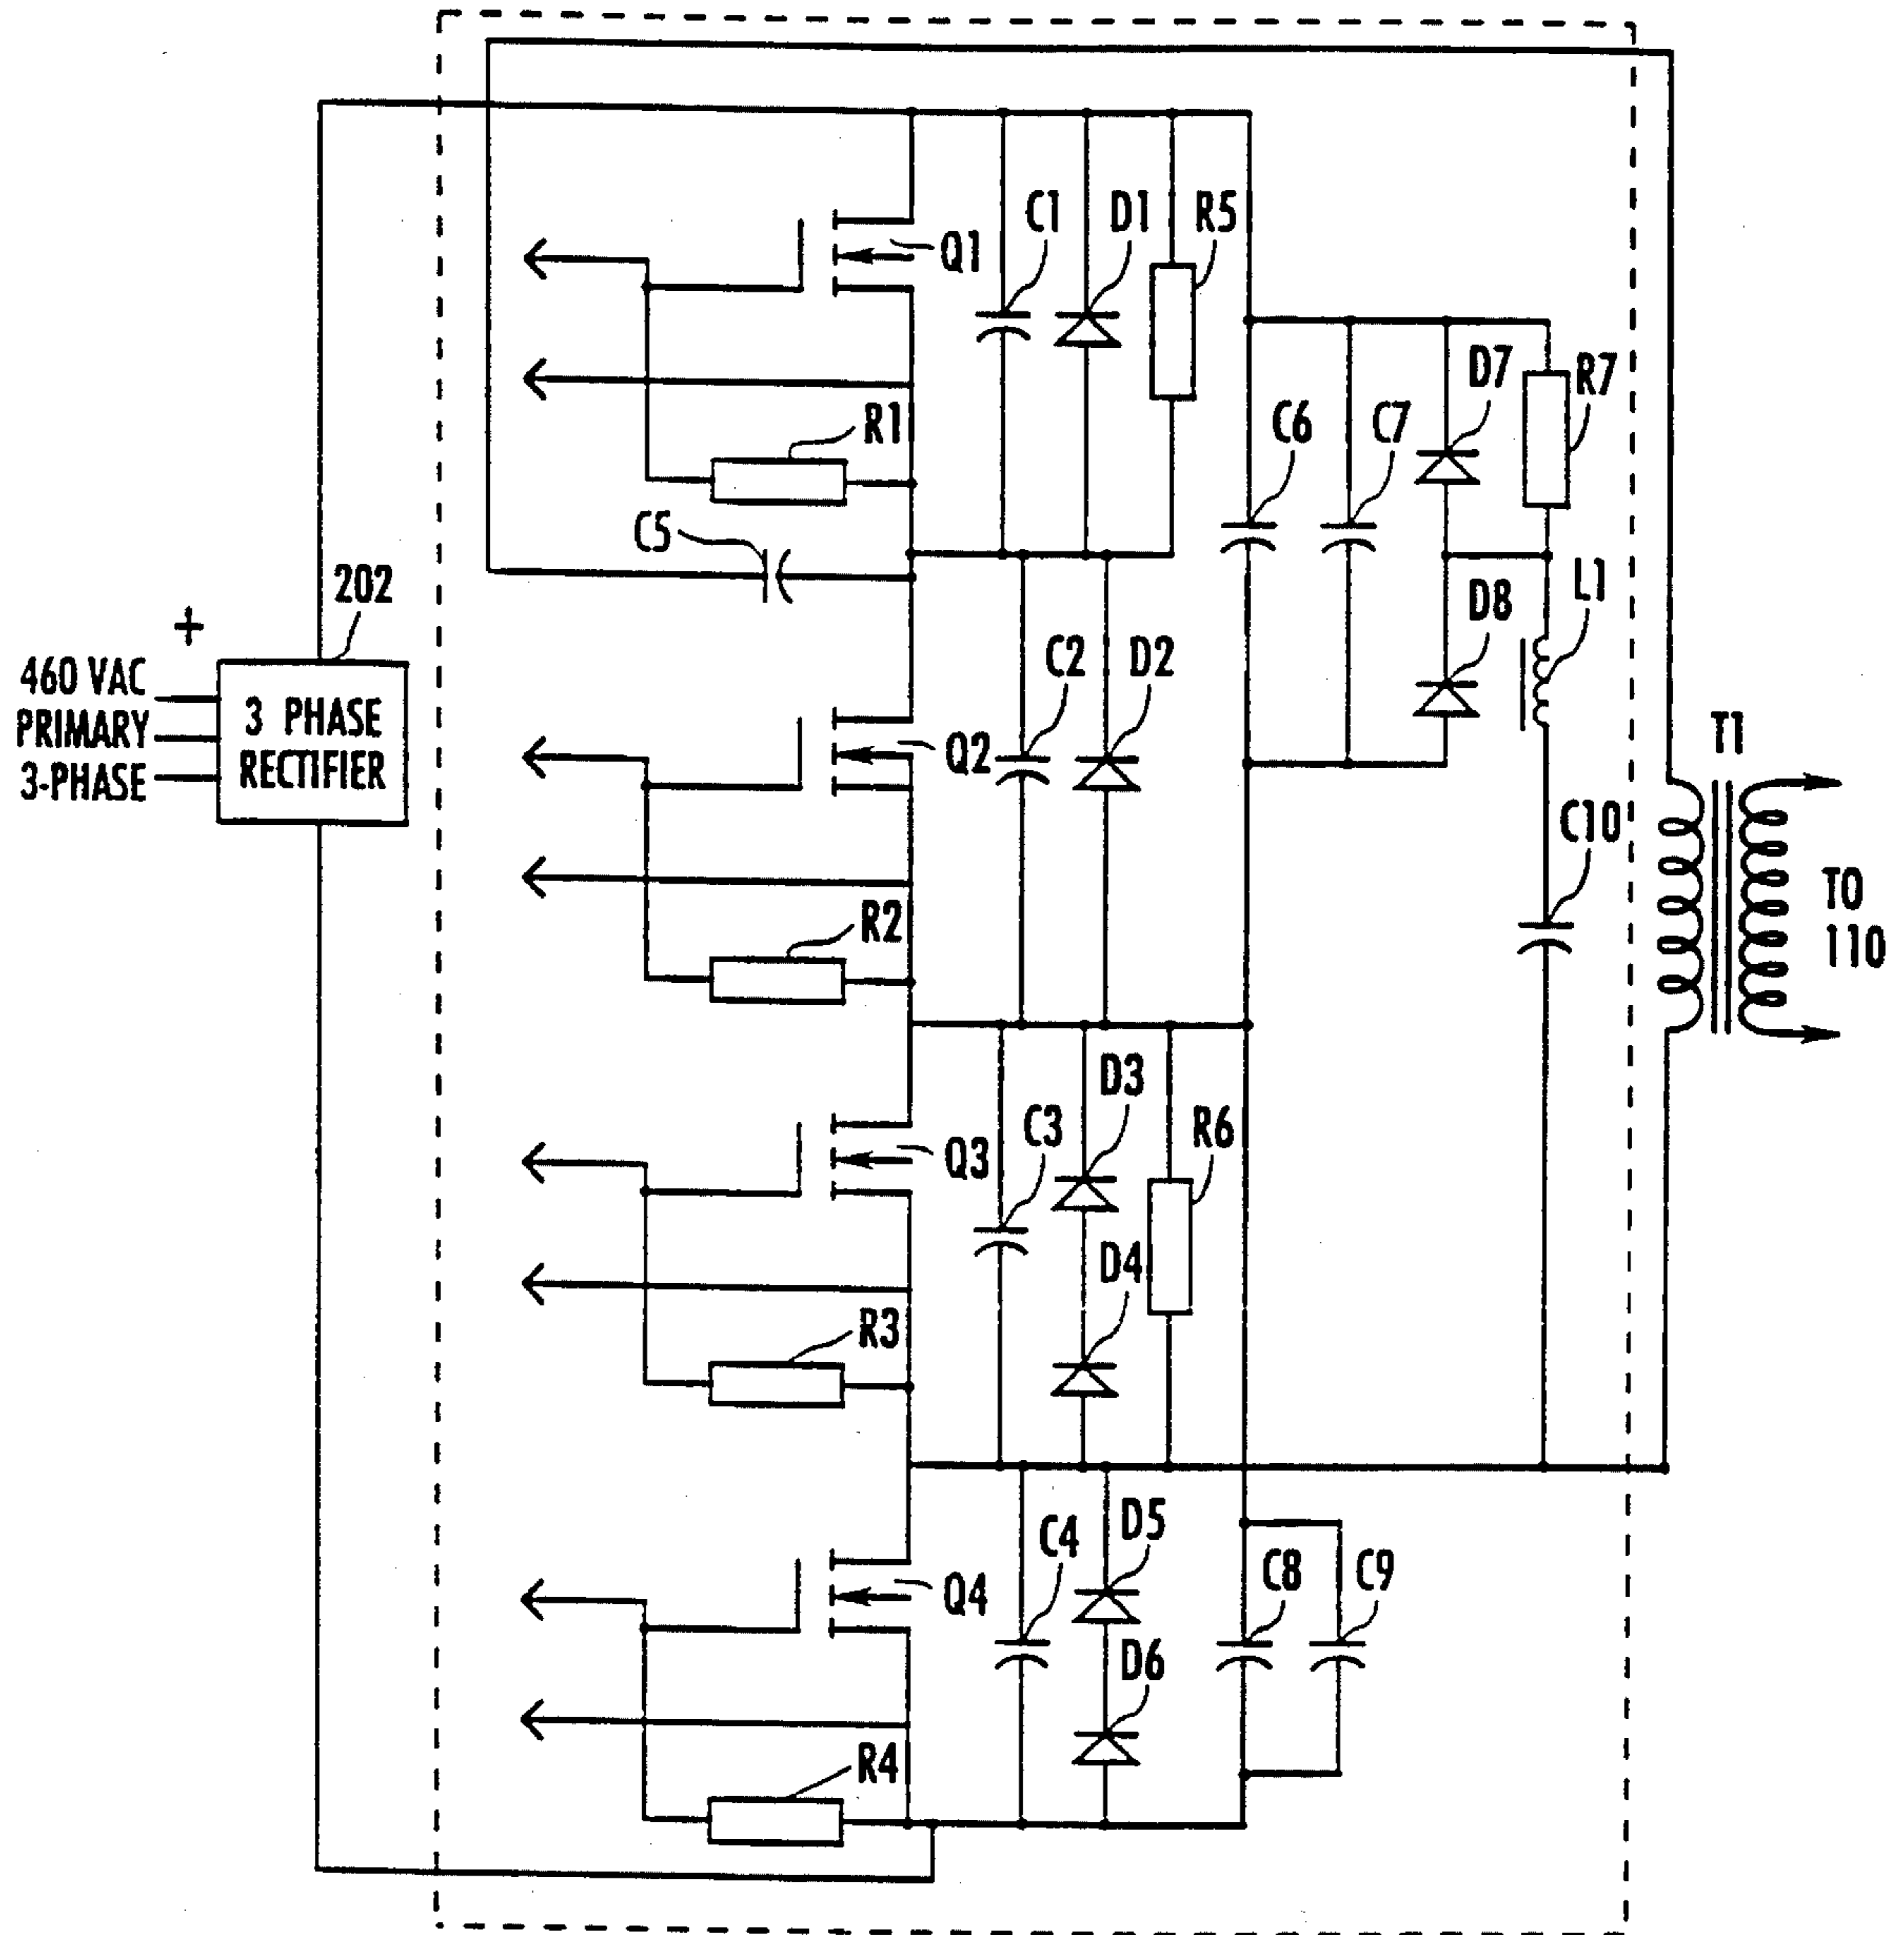 C1
D1
R5
Q1
D7
R7
C6
C7
R1
C5
202
+
460 VAC
PRIMARY
3-PHASE
3 PHASE
RECTIFIER
L1
D8
C2
D2
Q2
T1
C10
TO
110
R2
D3
C3
R6
Q3
D4
R3
D5
C4
C8
C9
Q4
D6
R4